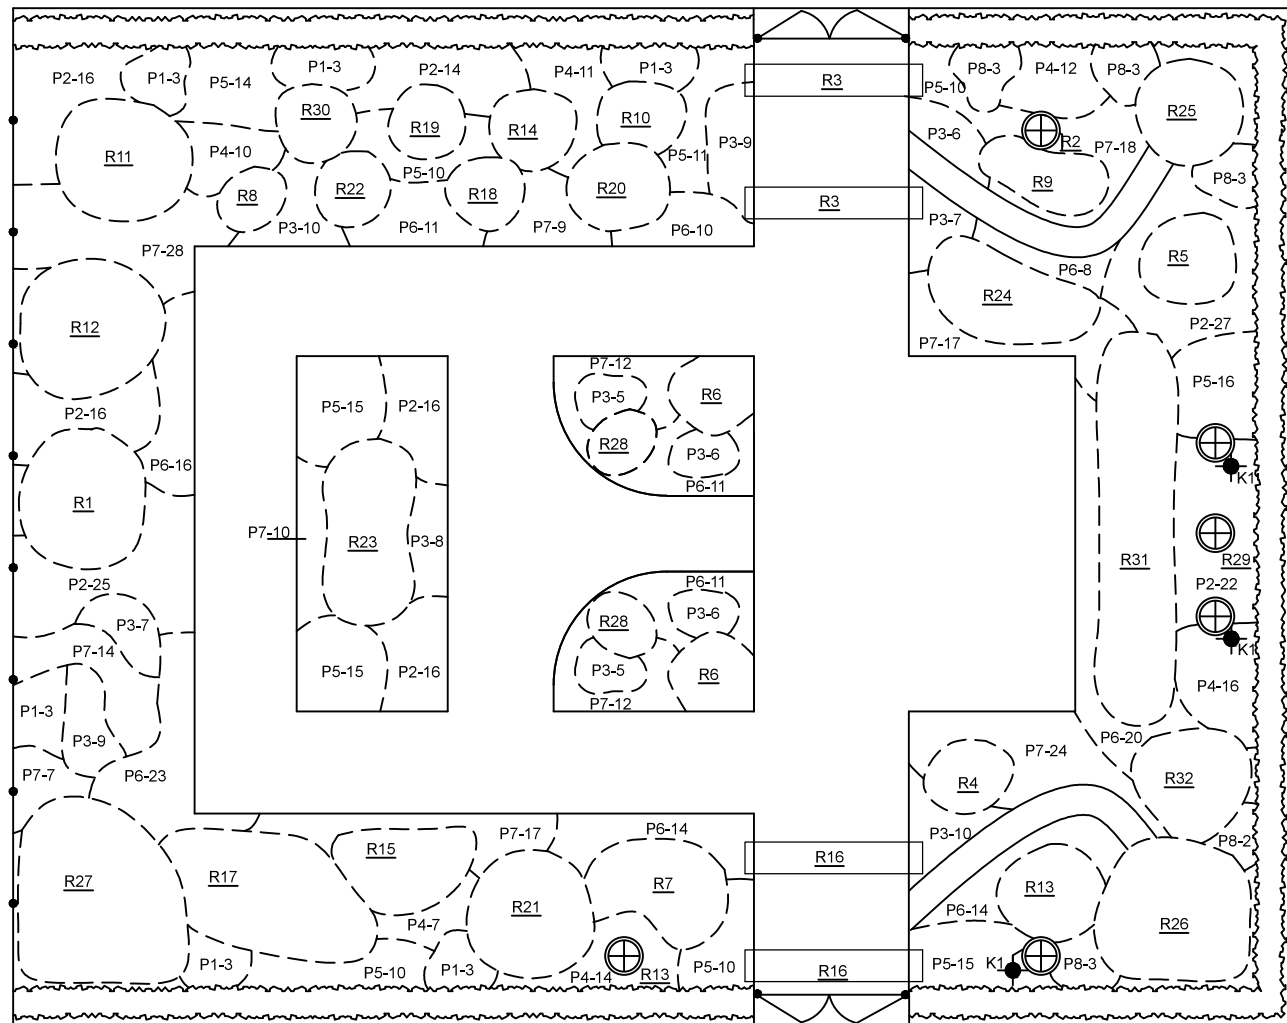 P2-16
P1-3
P5-14
P1-3
P2-14
P4-11
P1-3
R3
P5-10
P8-3
P4-12
P8-3
R30
R19
R14
R10
P3-9
P3-6
R2
R25
R11
P4-10
P5-10
P5-11
P7-18
R8
R22
R18
R20
R3
R9
P8-3
P3-10
P6-11
P7-9
P6-10
P3-7
P7-28
P6-8
R5
R12
R24
P2-27
P7-17
P7-12
P5-15
P2-16
P3-5
R6
P5-16
P2-16
R28
P3-6
P6-16
P6-11
K1
R1
P7-10
R23
P3-8
R31
R29
P2-25
P6-11
P2-22
P3-7
R28
P3-6
K1
P7-14
P5-15
P2-16
P3-5
R6
P4-16
P1-3
P7-12
P3-9
P6-20
P7-24
P7-7
P6-23
R4
R32
P7-17
P6-14
P3-10
P8-2
R15
R16
R27
R17
R7
R13
R21
P6-14
R26
P4-7
P1-3
P5-10
P1-3
P4-14
R13
P5-10
R16
P5-15
K1
P8-3